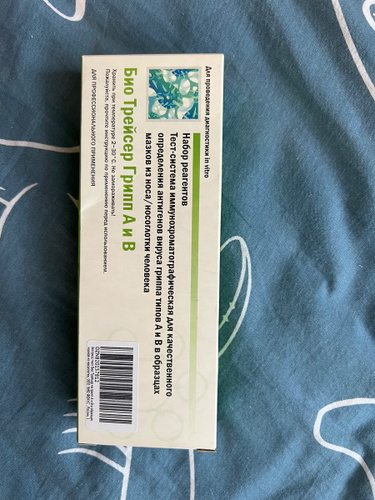 Для проведения диагностики in vitro
Набор реагентов
Тест-система иммунохроматографическая для качественного
определения антигенов вируса гриппа типов А и В в образцах
мазков из носа/носоглотки человека
Био Трейсер Грипп А и В
Хранить при температуре 2–30°С. Не замораживать!
Пожалуйста, прочтите инструкцию по применению перед использованием.
ДЛЯ ПРОФЕССИОНАЛЬНОГО ПРИМЕНЕНИЯ